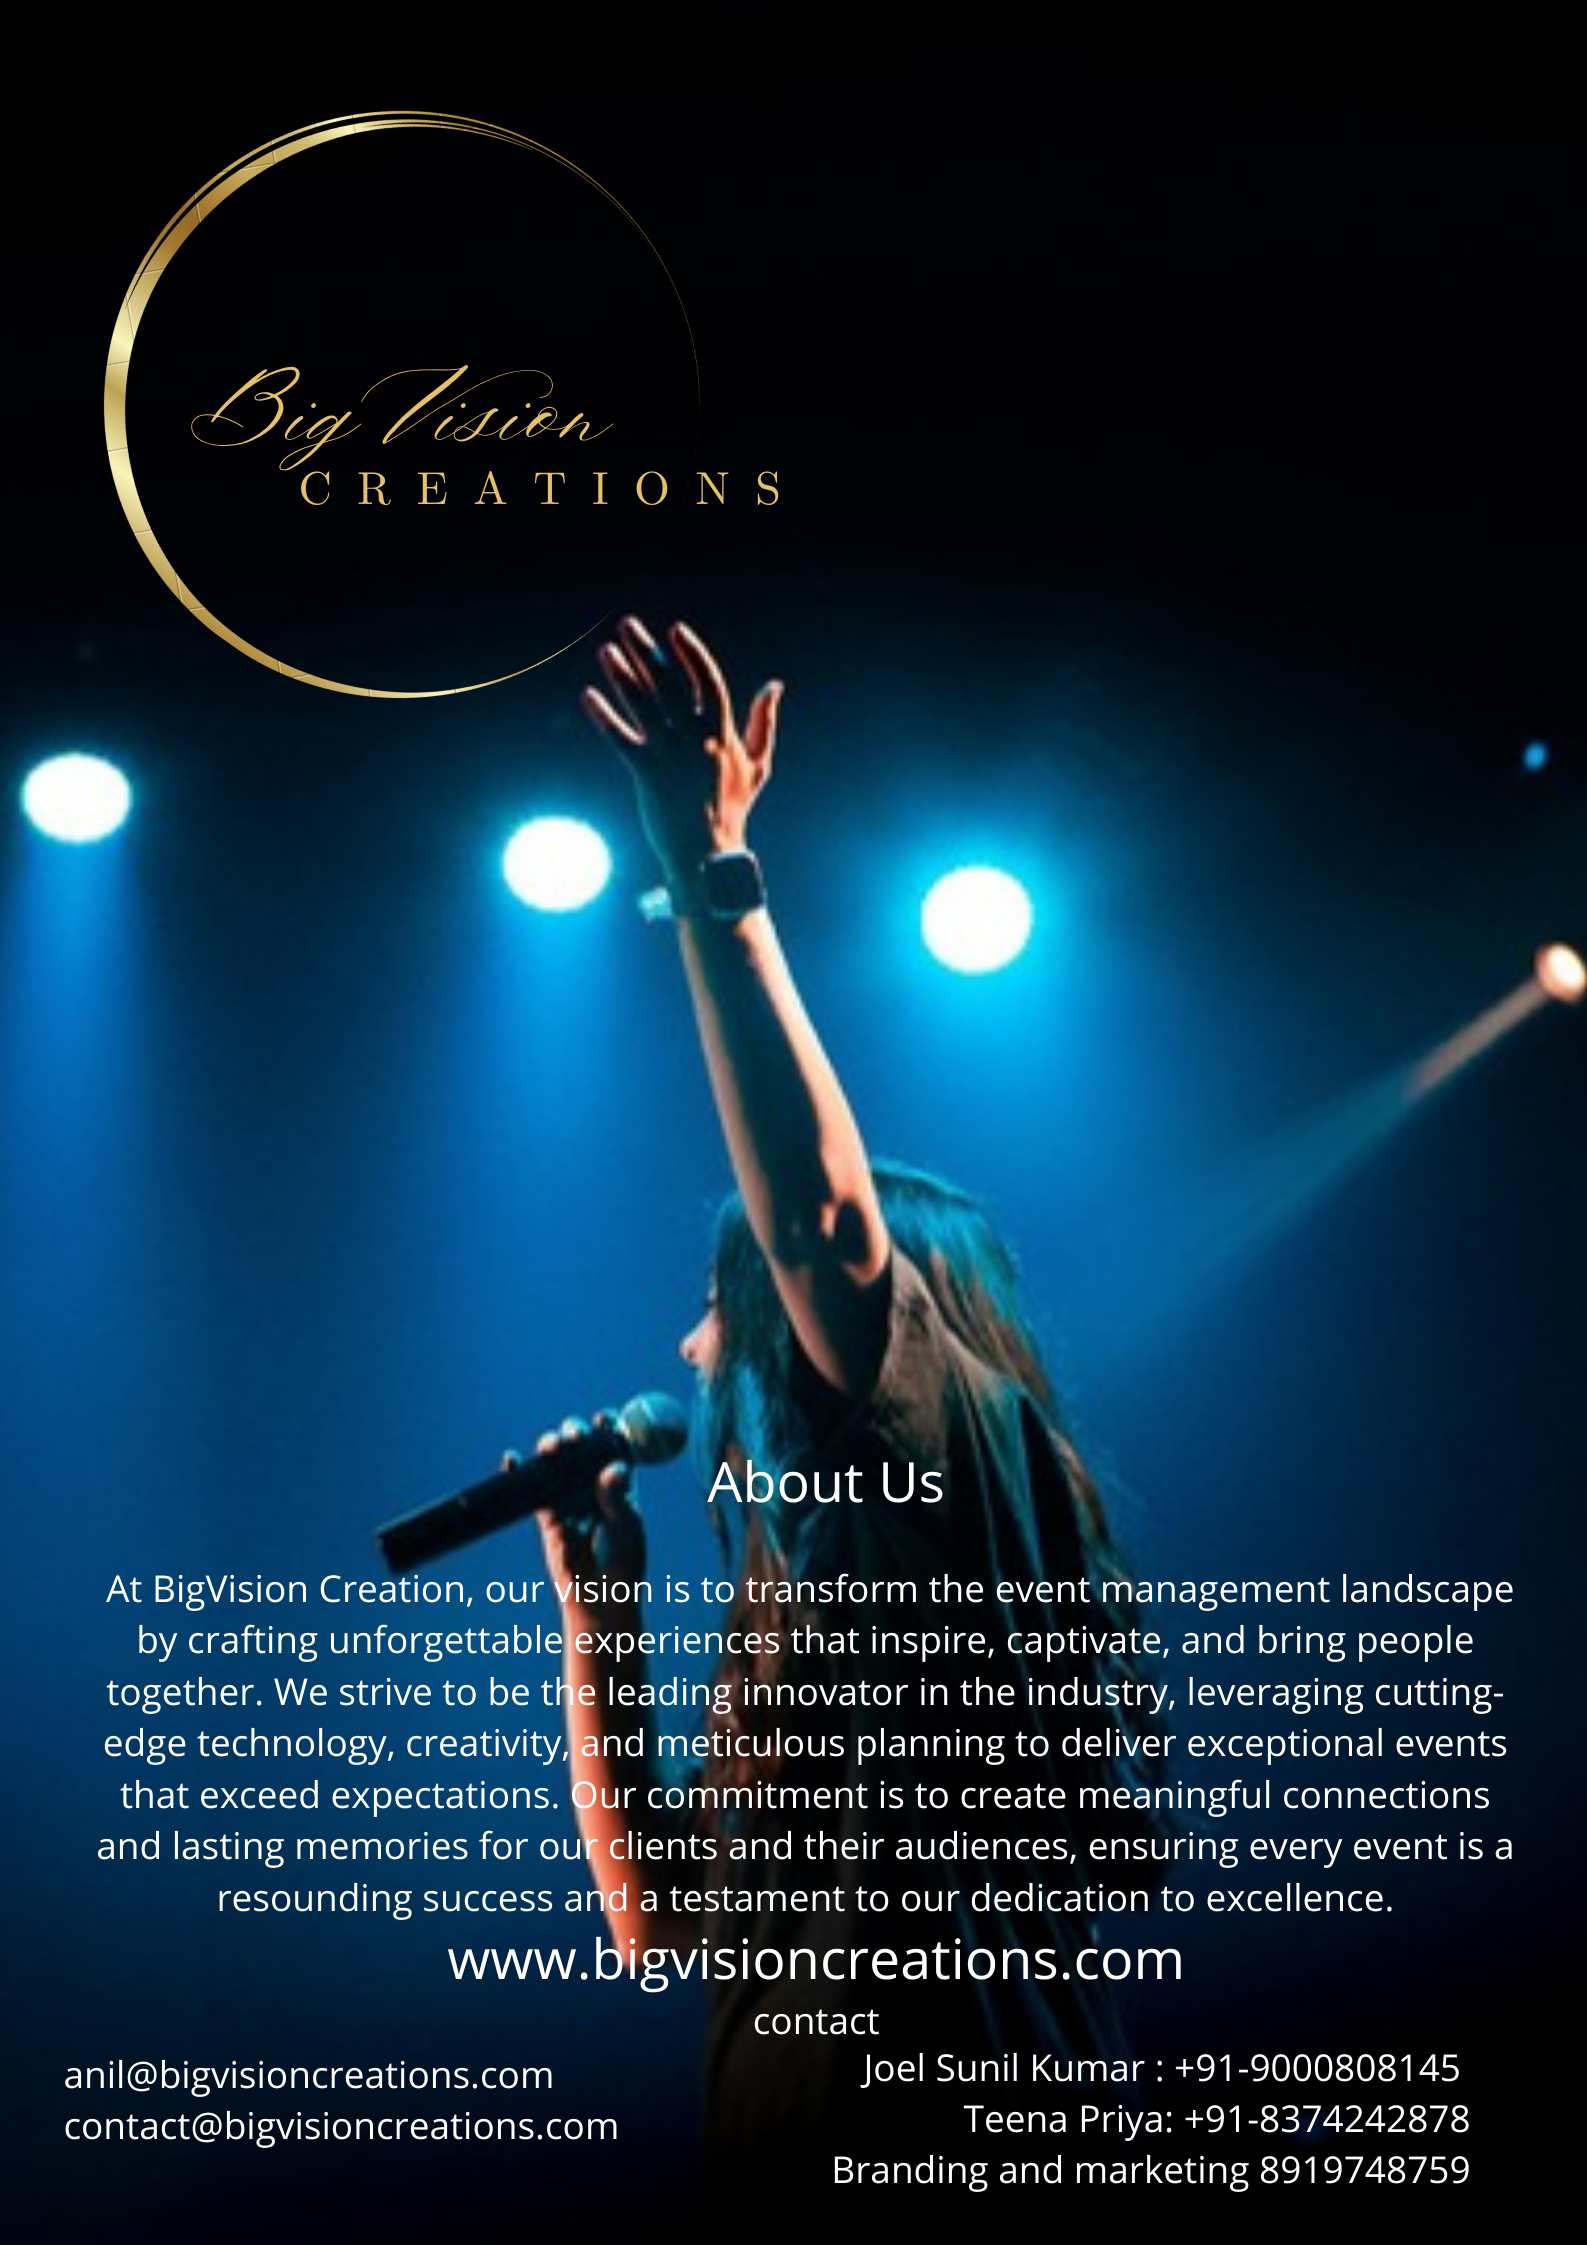 Big Vision
CREATIONS
About Us
At BigVision Creation, our vision is to transform the event management landscape
by crafting unforgettable experiences that inspire, captivate, and bring people
together. We strive to be the leading innovator in the industry, leveraging cutting-
edge technology, creativity, and meticulous planning to deliver exceptional events
that exceed expectations. Our commitment is to create meaningful connections
and lasting memories for our clients and their audiences, ensuring every event is a
resounding success and a testament to our dedication to excellence.
www.bigvisioncreations.com
contact
anil@bigvisioncreations.com
contact@bigvisioncreations.com
Joel Sunil Kumar : +91-9000808145
Teena Priya: +91-8374242878
Branding and marketing 8919748759